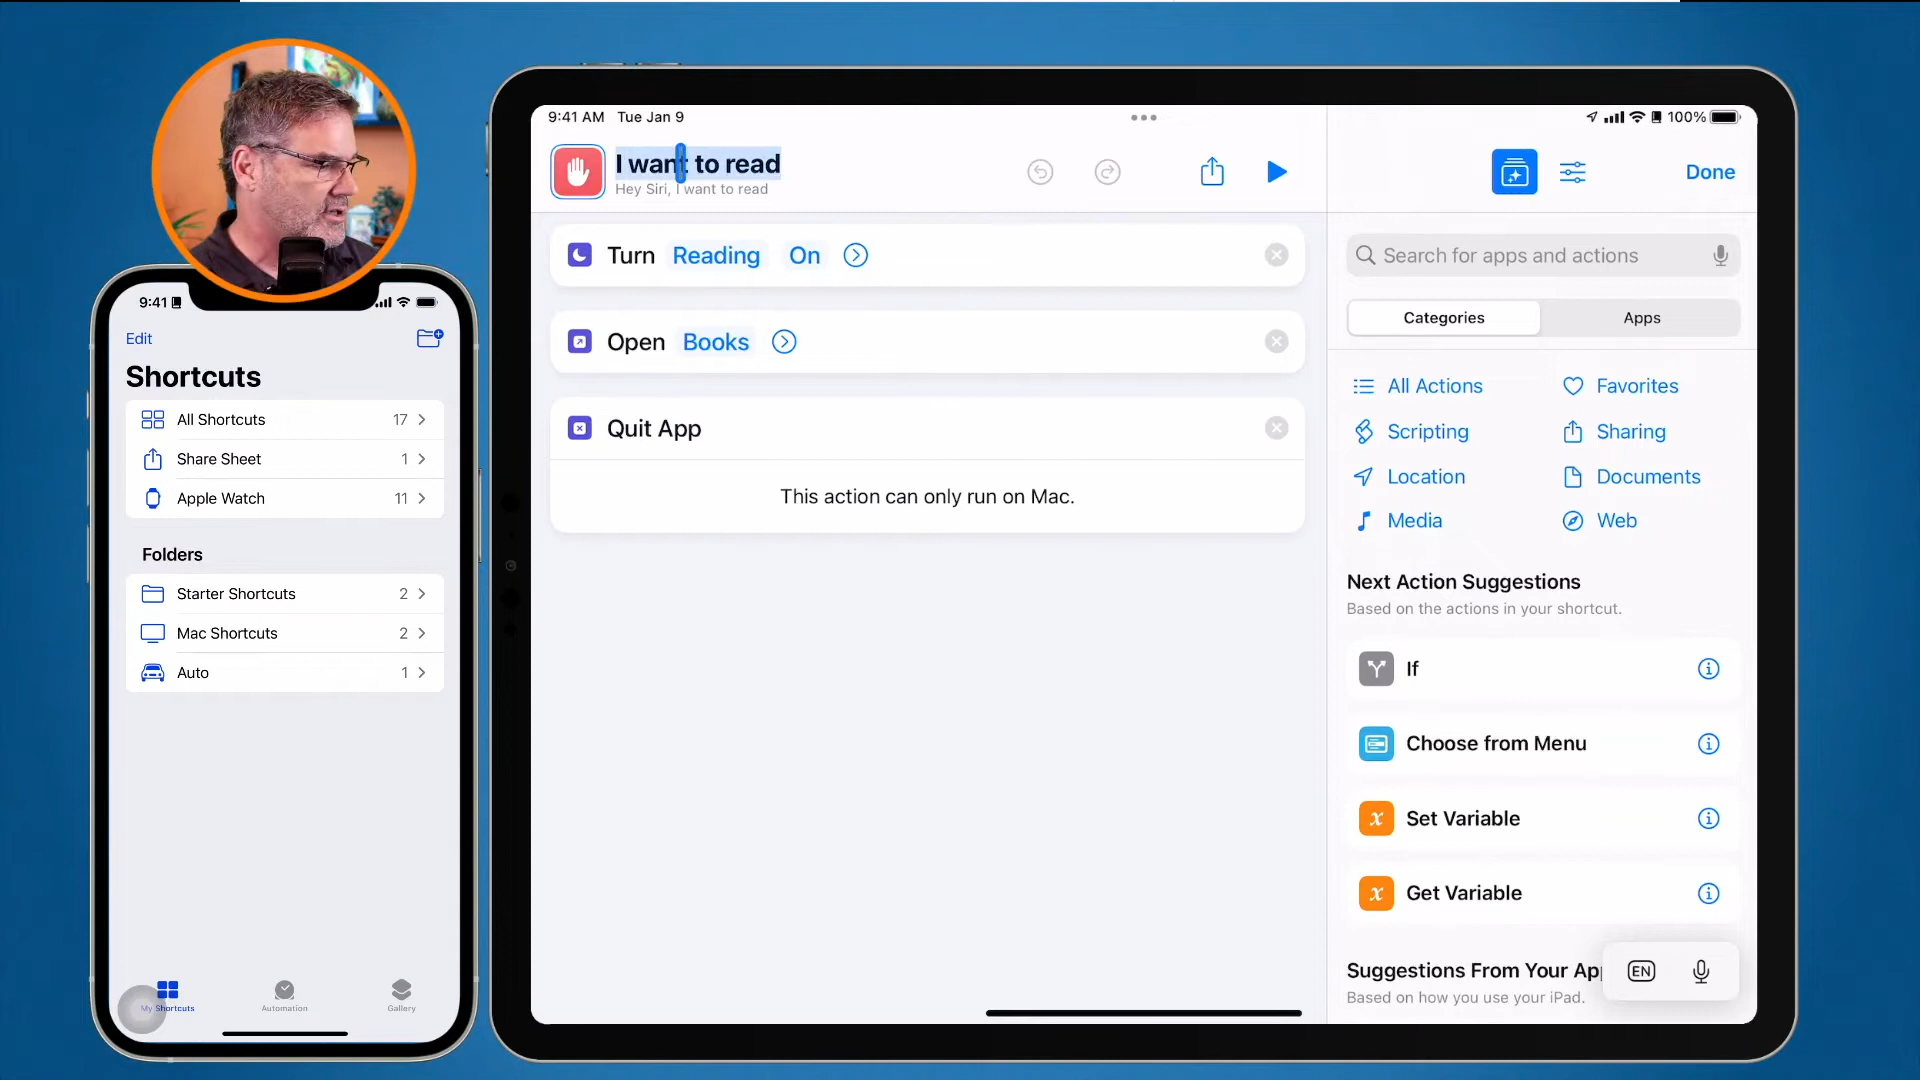 9:41
Edit
Shortcuts
All Shortcuts 17
Share Sheet 1
Apple Watch 11
Folders
Starter Shortcuts 2
Mac Shortcuts 2
Auto 1
My Shortcuts
Automation
Gallery
9:41 AM Tue Jan 9
100%
I want to read
Hey Siri, I want to read
Done
Turn Reading On
Open Books
Quit App
This action can only run on Mac.
Search for apps and actions
Categories
Apps
All Actions
Favorites
Scripting
Sharing
Location
Documents
Media
Web
Next Action Suggestions
Based on the actions in your shortcut.
If
Choose from Menu
x Set Variable
x Get Variable
Suggestions From Your Ap
Based on how you use your iPad.
EN